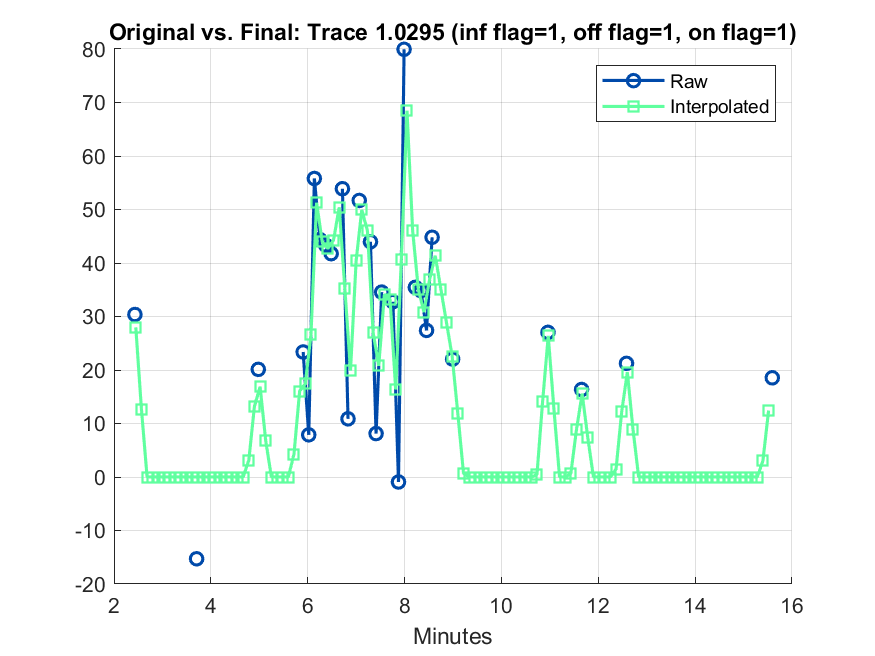 Original vs. Final: Trace 1.0295 (inf flag=1, off flag=1, on flag=1)
Raw
Interpolated
80
70
60
50
40
30
20
10
0
-10
-20
2 4 6 8 10 12 14 16
Minutes